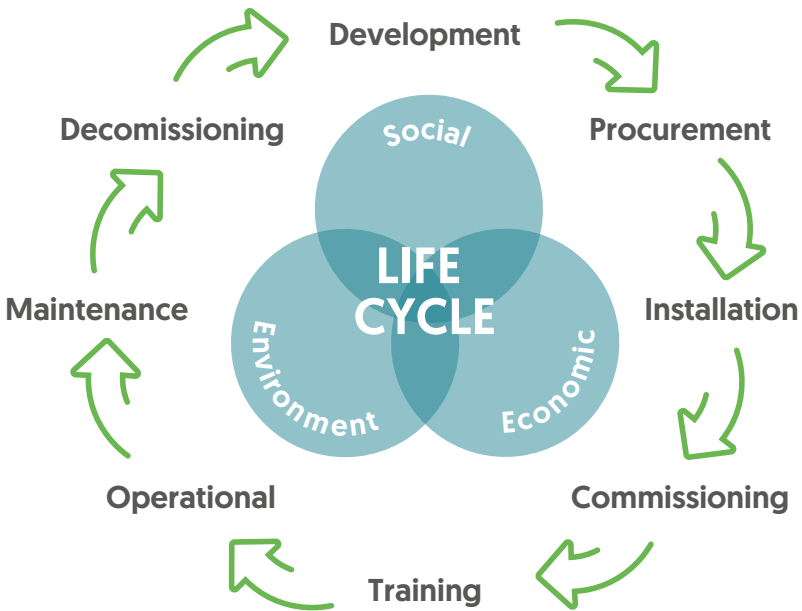 Development
Procurement
Installation
Commissioning
Training
Operational
Maintenance
Decomissioning
Social
LIFE
CYCLE
Environment
Economic